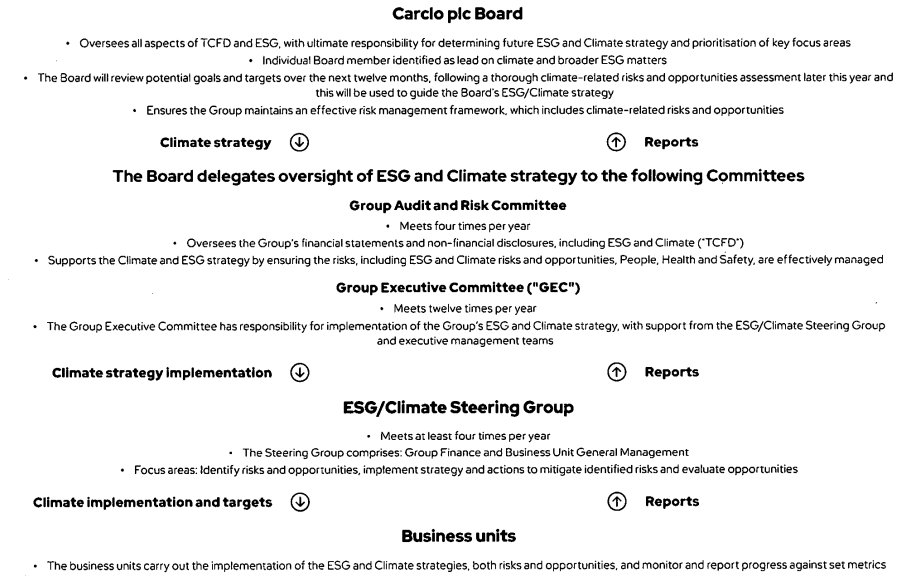 Carclo plc Board
• Oversees all aspects of TCFD and ESG, with ultimate responsibility for determining future ESG and Climate strategy and prioritisation of key focus areas
• Individual Board member identified as lead on climate and broader ESG matters
• The Board will review potential goals and targets over the next twelve months, following a thorough climate-related risks and opportunities assessment later this year and
this will be used to guide the Board's ESG/Climate strategy
• Ensures the Group maintains an effective risk management framework, which includes climate-related risks and opportunities
Climate strategy ↓ ↑ Reports
The Board delegates oversight of ESG and Climate strategy to the following Committees
Group Audit and Risk Committee
• Meets four times per year
• Oversees the Group's financial statements and non-financial disclosures, including ESG and Climate ("TCFD")
• Supports the Climate and ESG strategy by ensuring the risks, including ESG and Climate risks and opportunities, People, Health and Safety, are effectively managed
Group Executive Committee ("GEC")
• Meets twelve times per year
• The Group Executive Committee has responsibility for implementation of the Group's ESG and Climate strategy, with support from the ESG/Climate Steering Group
and executive management teams
Climate strategy implementation ↓ ↑ Reports
ESG/Climate Steering Group
• Meets at least four times per year
• The Steering Group comprises: Group Finance and Business Unit General Management
• Focus areas: Identify risks and opportunities, implement strategy and actions to mitigate identified risks and evaluate opportunities
Climate implementation and targets ↓ ↑ Reports
Business units
• The business units carry out the implementation of the ESG and Climate strategies, both risks and opportunities, and monitor and report progress against set metrics